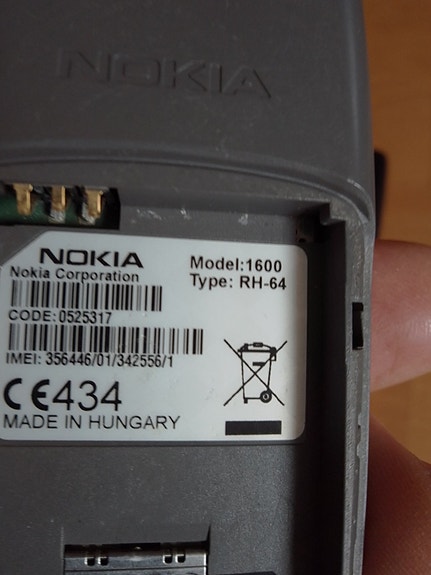 NOKIA
NOKIA
Nokia Corporation
Model:1600
Type: RH-64
CODE: 0525317
IMEI: 356446/01/342556/1
CE434
MADE IN HUNGARY